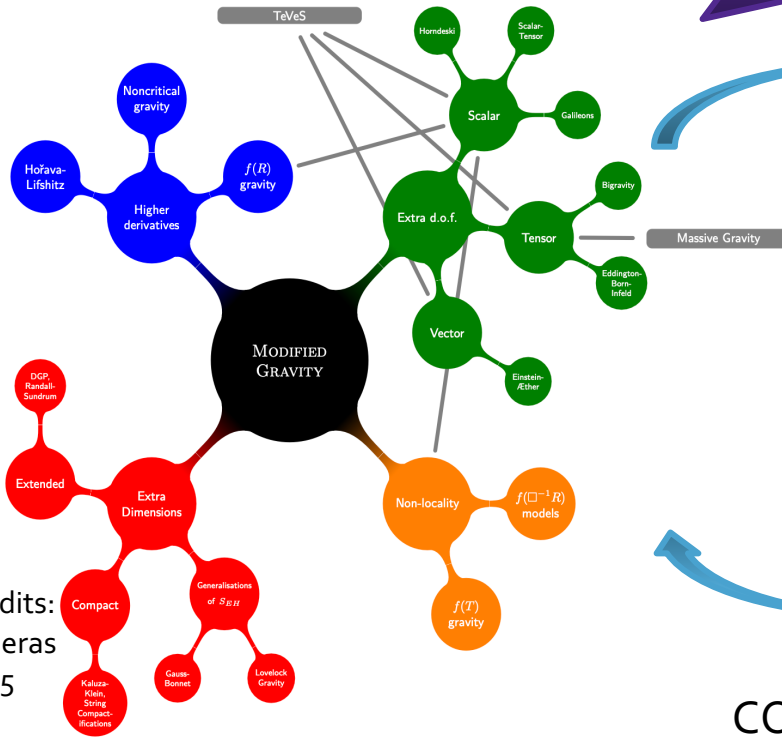 TeVeS
Horndeski
Scalar-
Tensor
Noncritical
gravity
Scalar
Galileons
Hořava-
Lifshitz
f(R)
gravity
Higher
derivatives
Extra d.o.f.
Bigravity
Tensor
Massive Gravity
Eddington-
Born-
Infeld
Vector
MODIFIED
GRAVITY
Einstein-
Æther
DGP,
Randall-
Sundrum
Extended
Extra
Dimensions
Non-locality
f(□⁻¹R)
models
Generalisations
of S_EH
dits:
Compact
eras
f(T)
gravity
5
Gauss-
Bonnet
Lovelock
Gravity
Kaluza-
Klein,
String
Compact-
ifications
CO